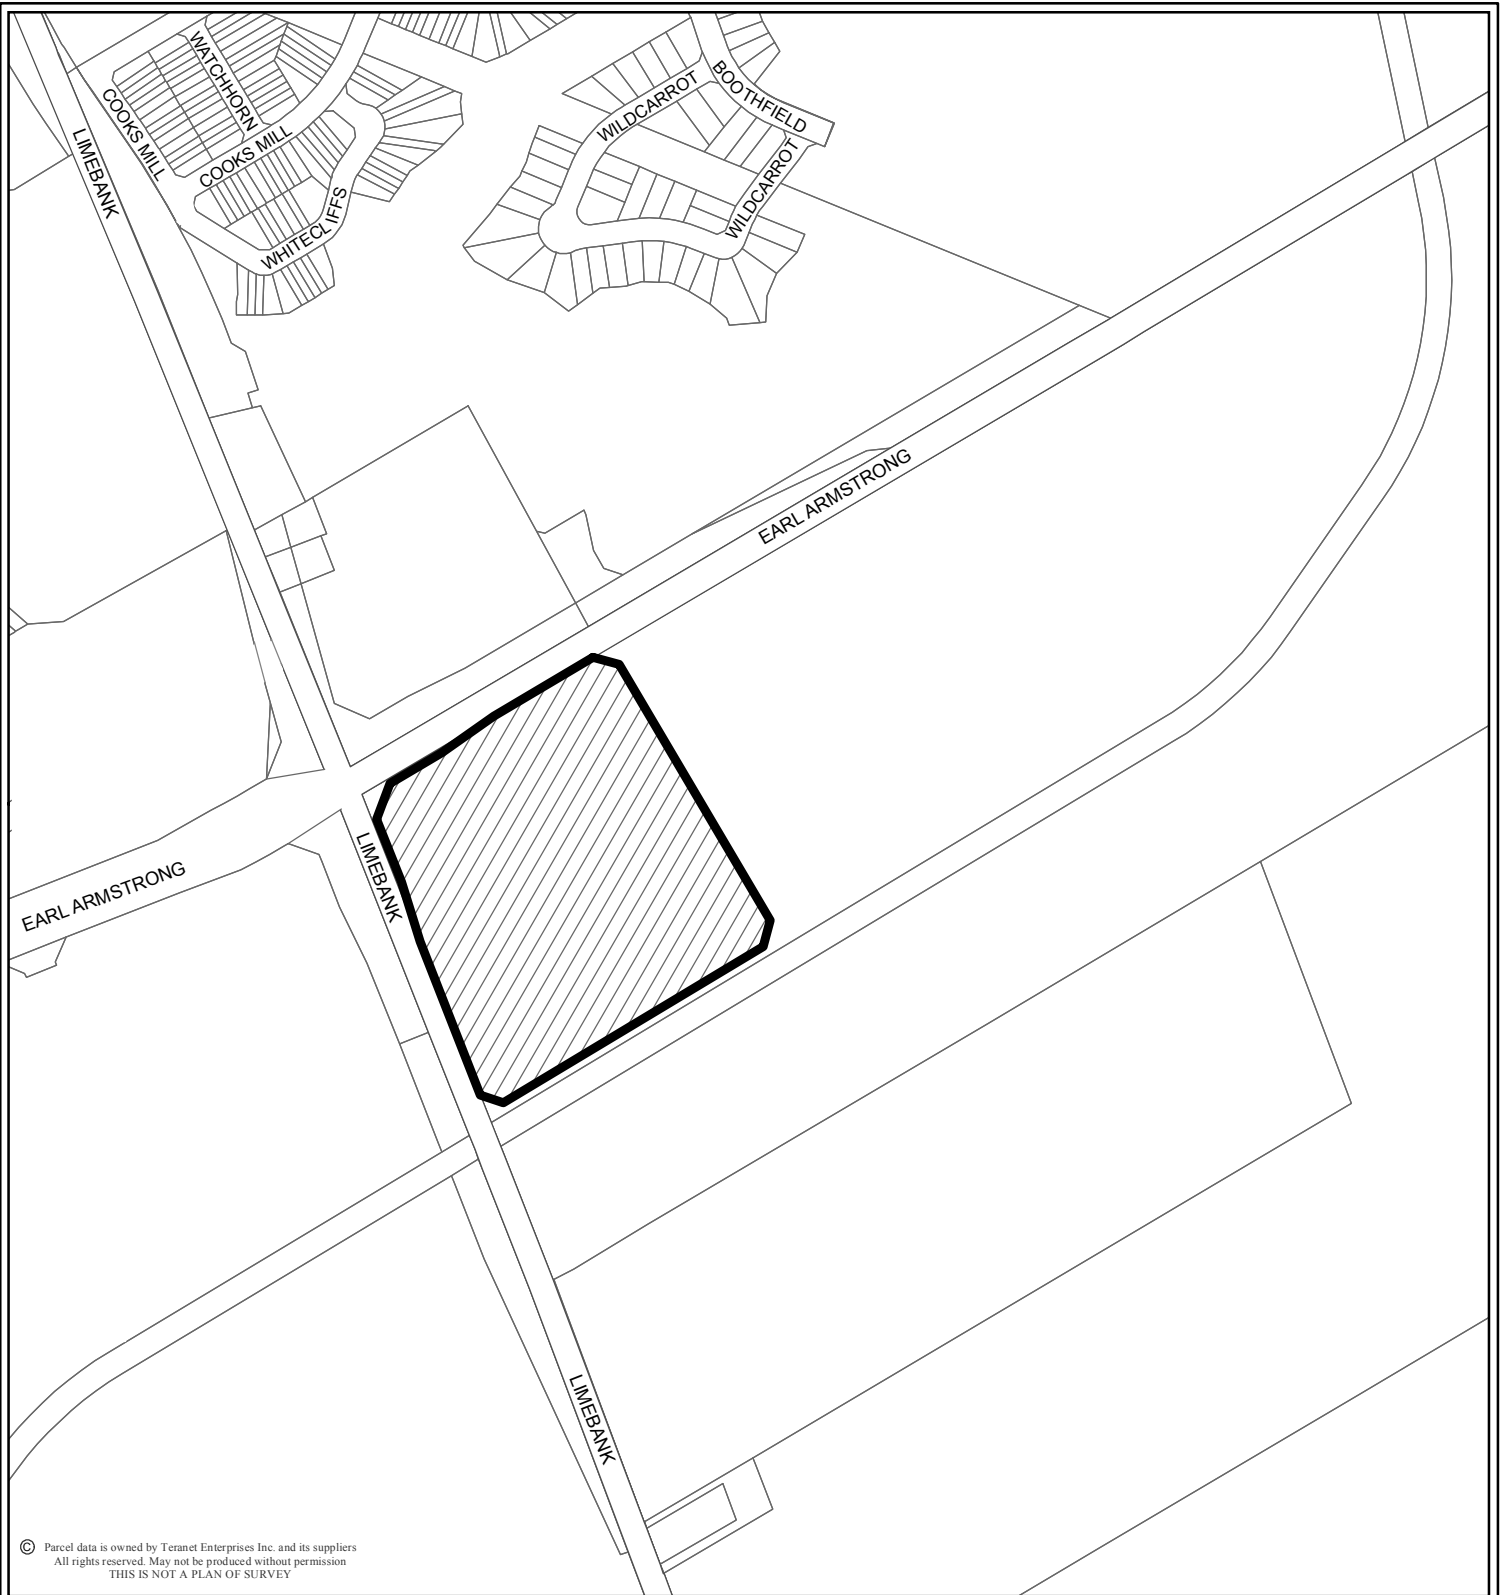 WATCHHORN
COOKS MILL
COOKS MILL
LIMEBANK
WHITECLIFFS
WILDCARROT
BOOTHFIELD
WILDCARROT
EARL ARMSTRONG
LIMEBANK
EARL ARMSTRONG
LIMEBANK
© Parcel data is owned by Teranet Enterprises Inc. and its suppliers
All rights reserved. May not be produced without permission
THIS IS NOT A PLAN OF SURVEY